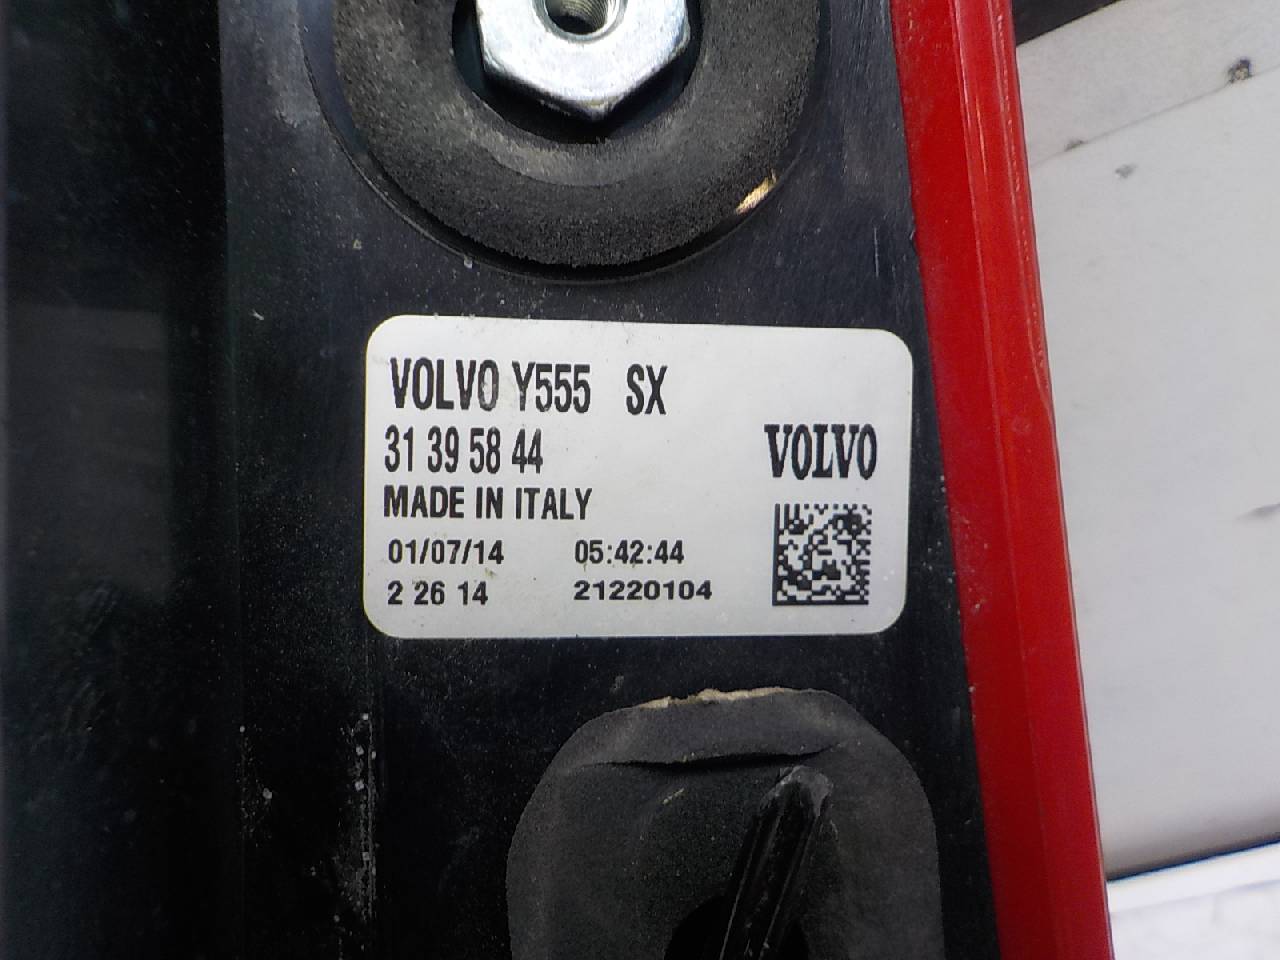 VOLVO Y555 SX
31 39 58 44
VOLVO
MADE IN ITALY
01/07/14 05:42:44
2 26 14 21220104